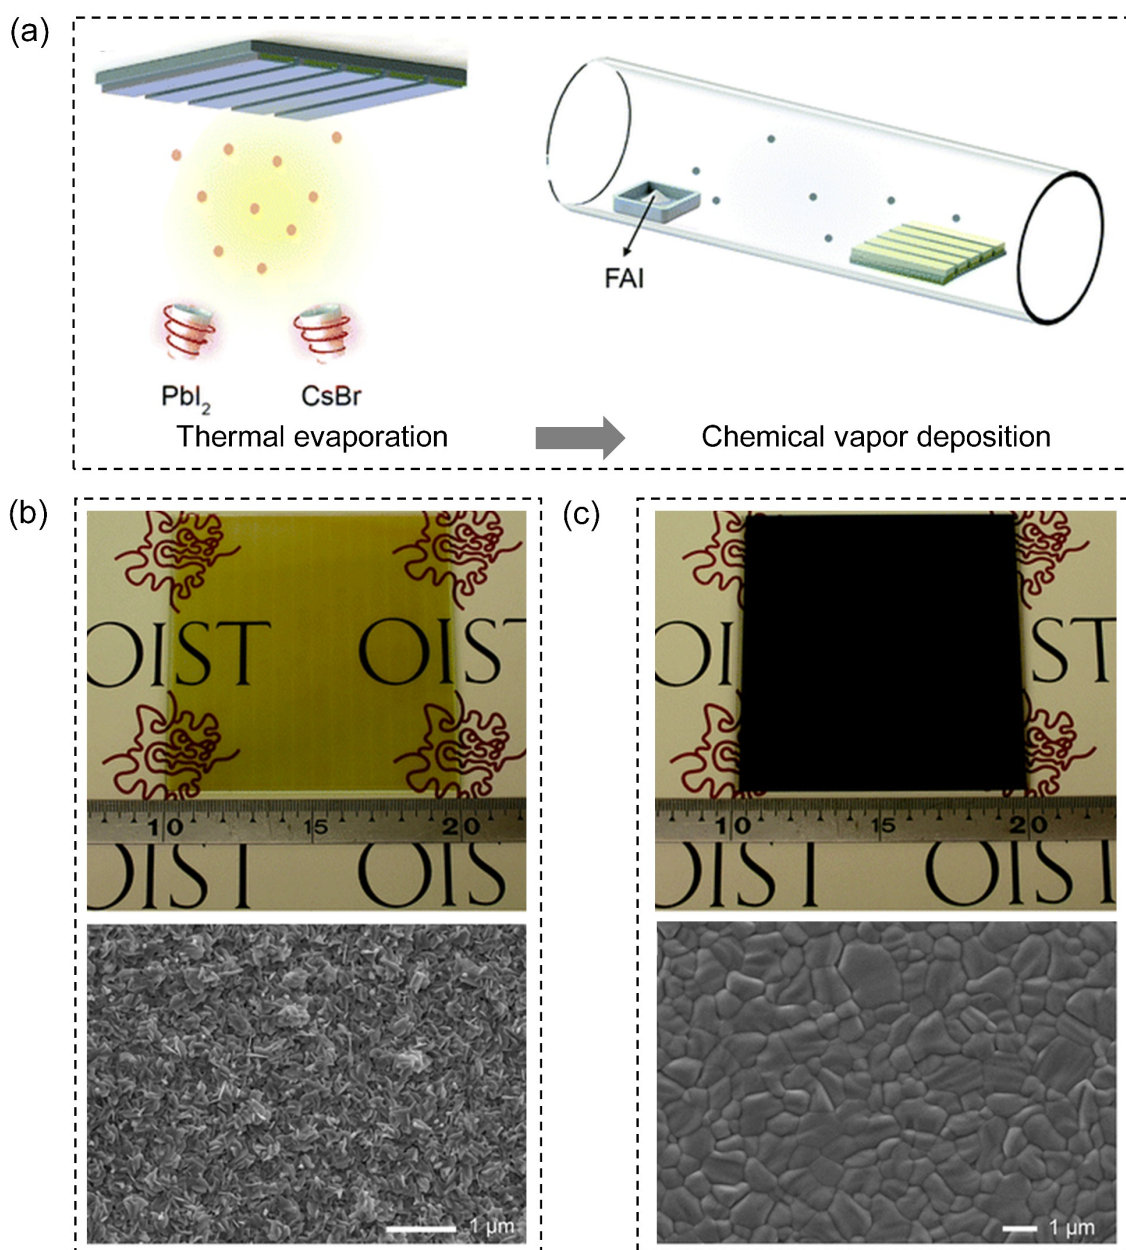 (a)
FAI
PbI₂
CsBr
Thermal evaporation
Chemical vapor deposition
(b)
OIST
OIST
10
15
20
OIST
OIST
1 μm
(c)
OI
ST
10
15
20
OIST
OIST
1 μm